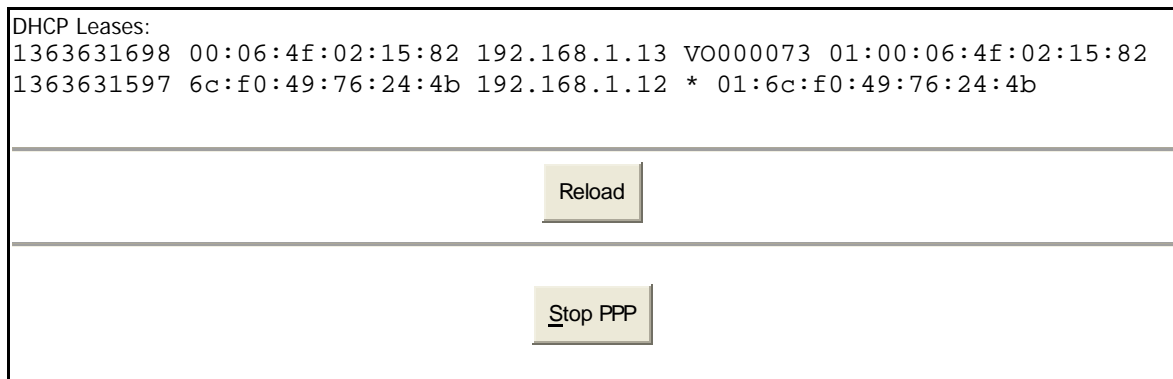 DHCP Leases:
1363631698 00:06:4f:02:15:82 192.168.1.13 VO000073 01:00:06:4f:02:15:82
1363631597 6c:f0:49:76:24:4b 192.168.1.12 * 01:6c:f0:49:76:24:4b
Reload
Stop PPP